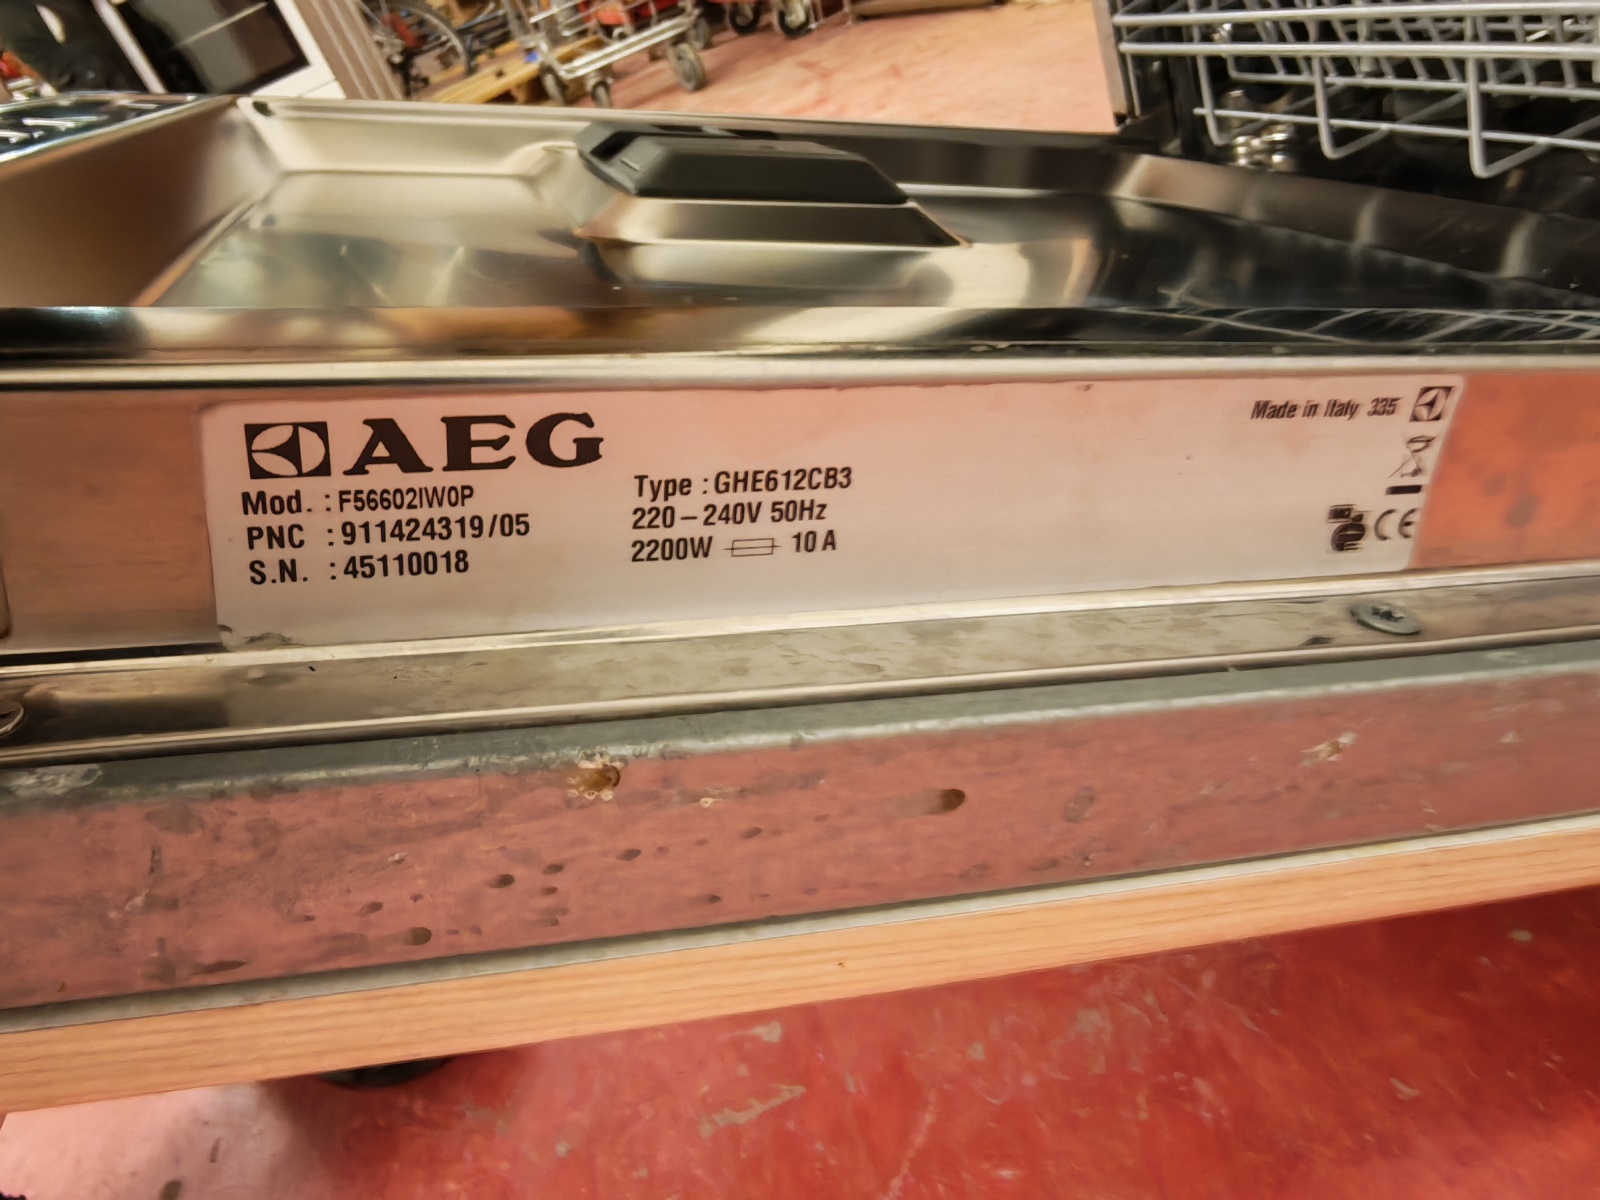 AEG
Mod. : F56602IW0P
PNC : 911424319/05
S.N. : 45110018
Type : GHE612CB3
220-240V 50Hz
2200W 10 A
Made in Italy 335
CE